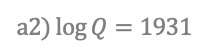 a2) log Q = 1931